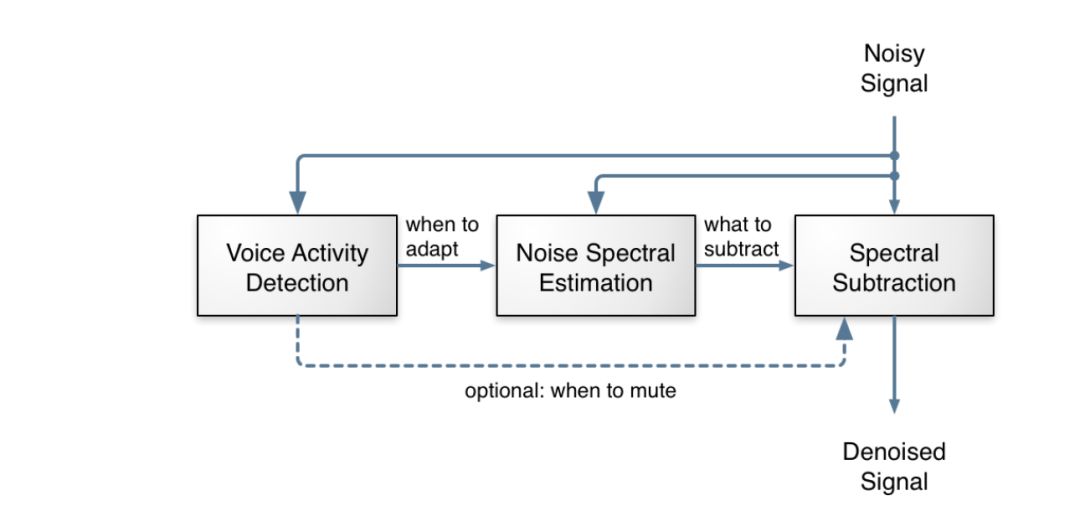 Noisy
Signal
when to
adapt
what to
subtract
Voice Activity
Detection
Noise Spectral
Estimation
Spectral
Subtraction
optional: when to mute
Denoised
Signal